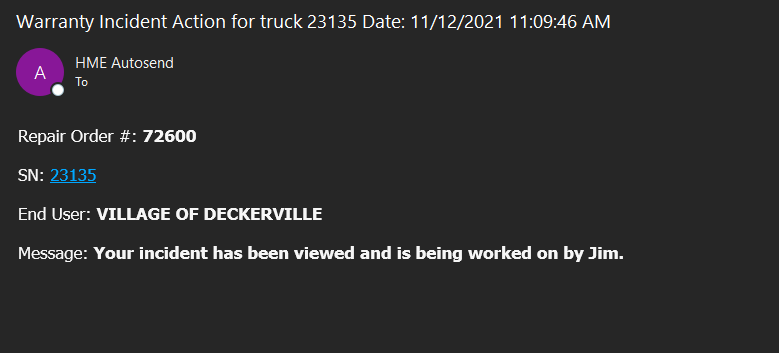 Warranty Incident Action for truck 23135 Date: 11/12/2021 11:09:46 AM
A
HME Autosend
To
Repair Order #: 72600
SN: 23135
End User: VILLAGE OF DECKERVILLE
Message: Your incident has been viewed and is being worked on by Jim.